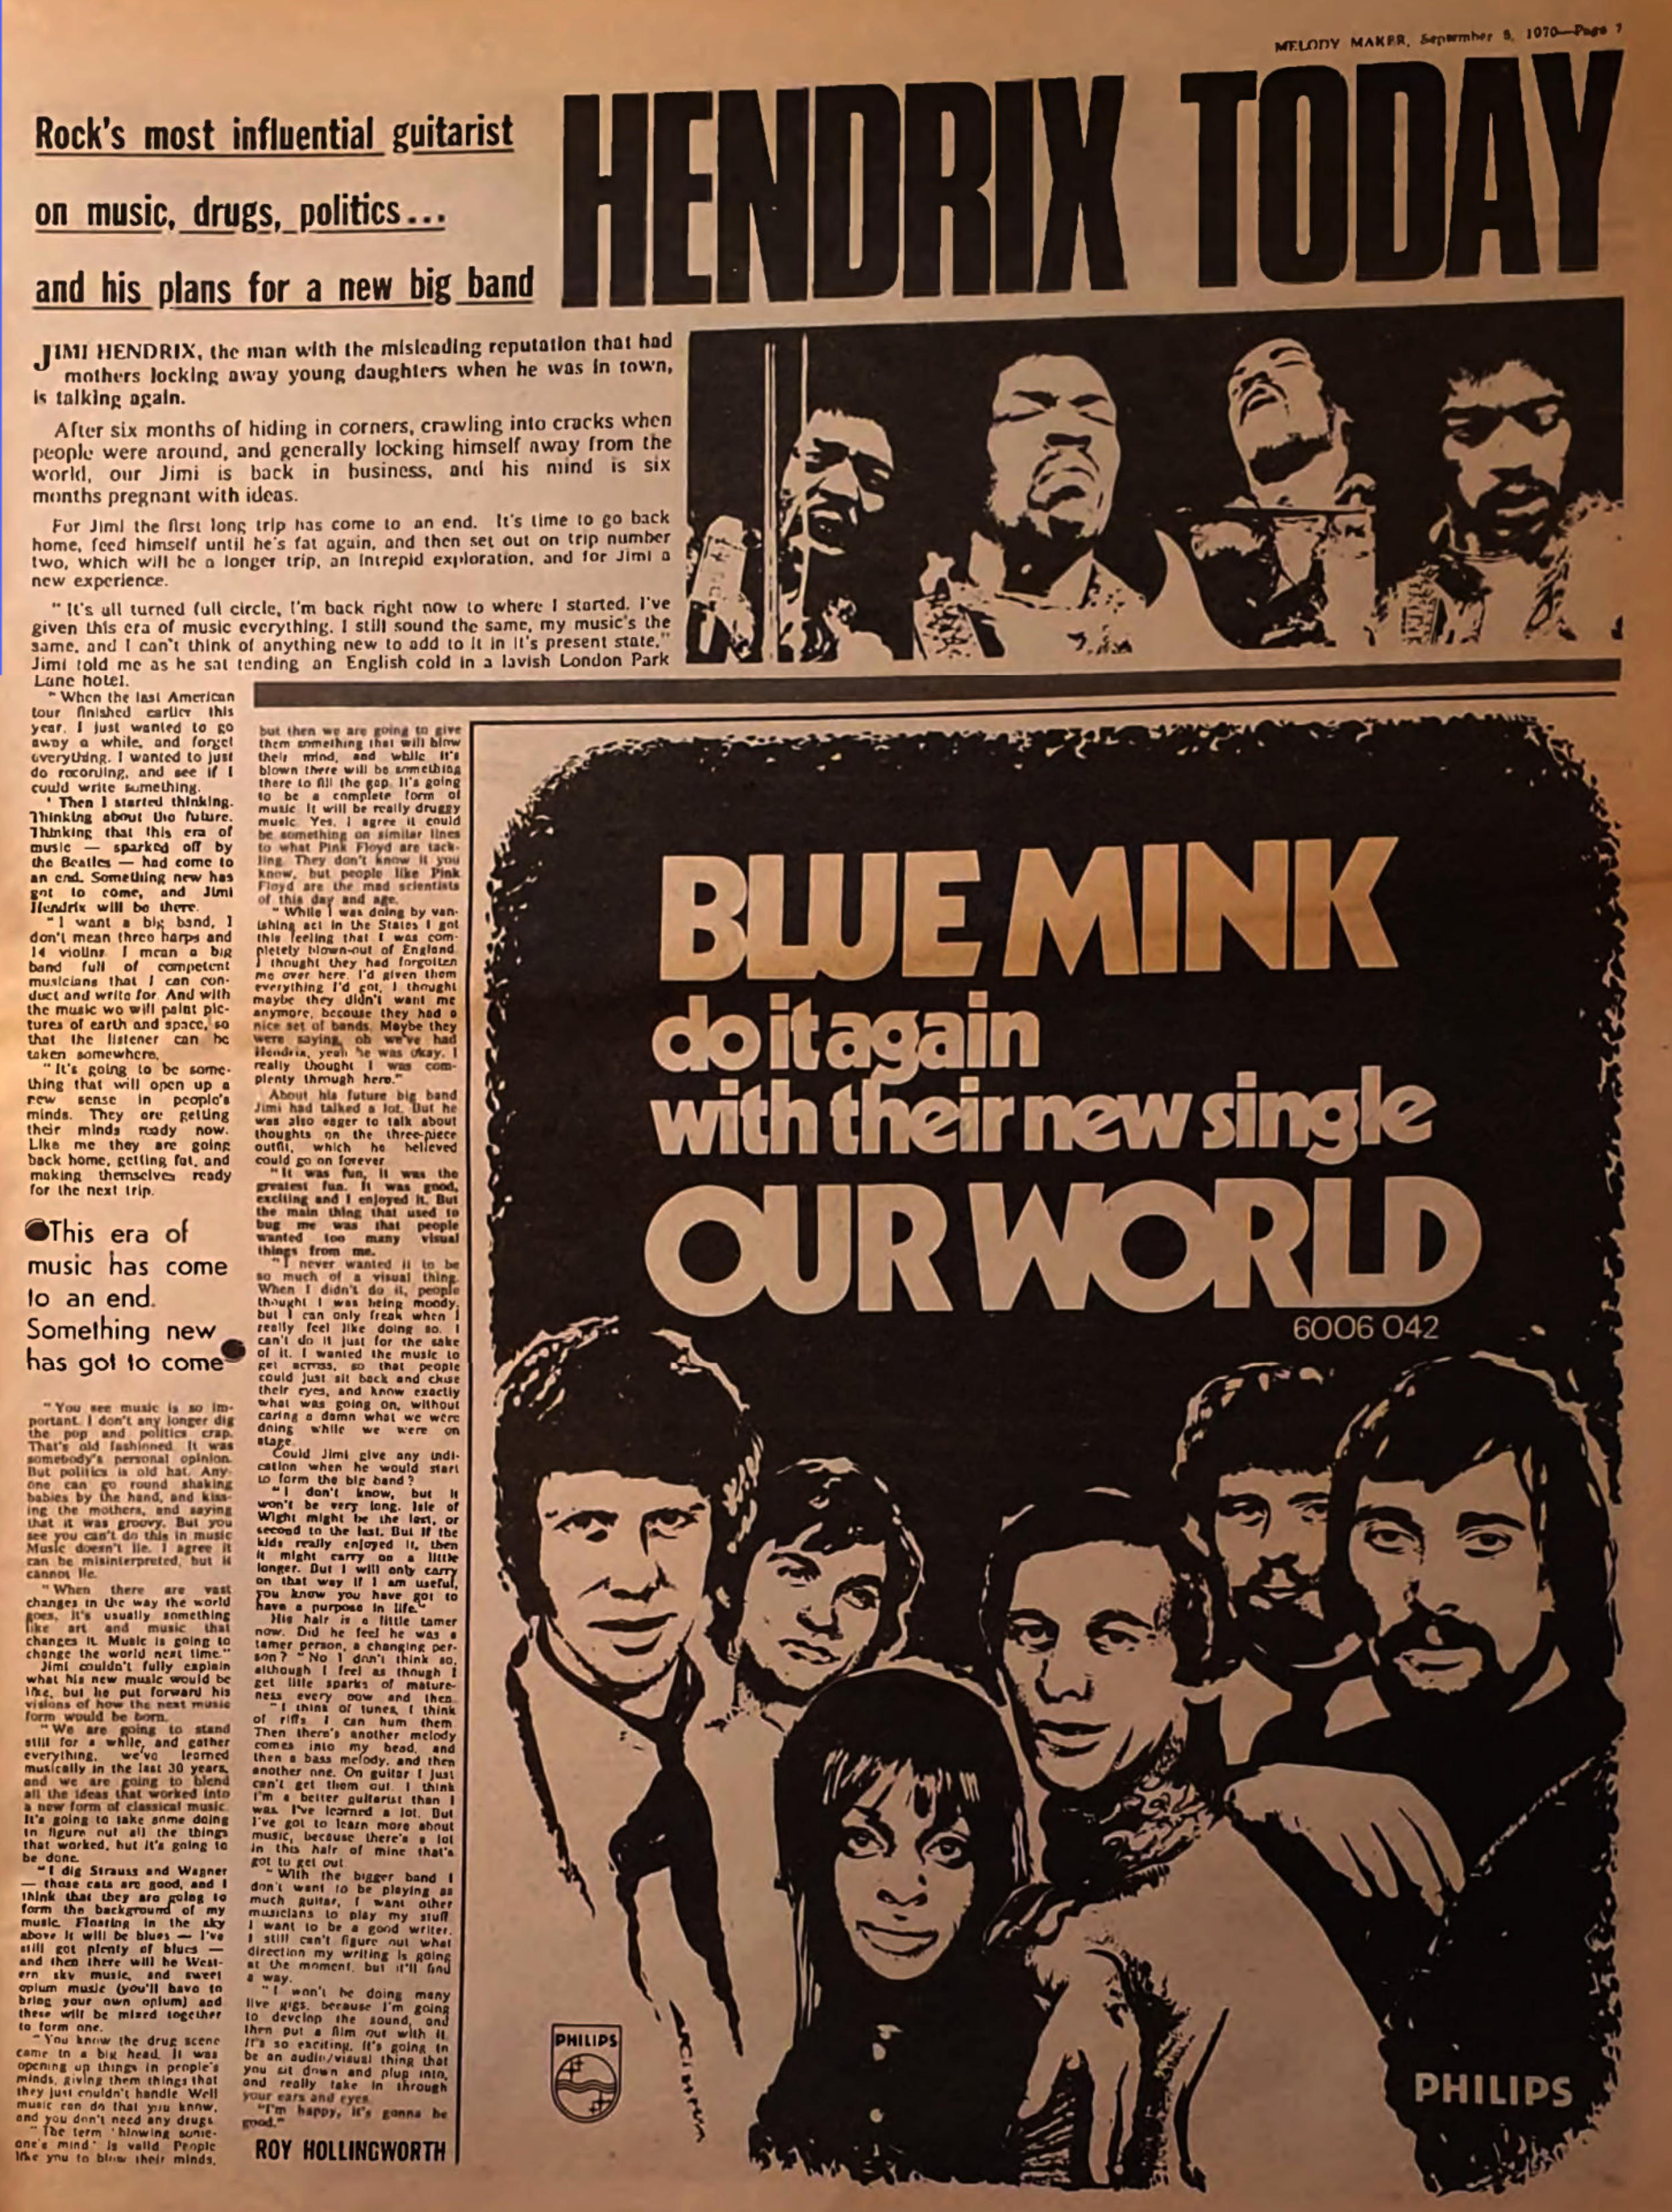 MELODY MAKER, September 5, 1970—Page 7
Rock's most influential guitarist
on music, drugs, politics...
and his plans for a new big band
HENDRIX TODAY
JIMI HENDRIX, the man with the misleading reputation that had
mothers locking away young daughters when he was in town,
is talking again.
After six months of hiding in corners, crawling into cracks when
people were around, and generally locking himself away from the
world, our Jimi is back in business, and his mind is six
months pregnant with ideas.
For Jimi the first long trip has come to an end. It's time to go back
home, feed himself until he's fat again, and then set out on trip number
two, which will be a longer trip, an intrepid exploration, and for Jimi a
new experience.
"It's all turned full circle, I'm back right now to where I started. I've
given this era of music everything. I still sound the same, my music's the
same, and I can't think of anything new to add to it in it's present state."
Jimi told me as he sat tending an English cold in a lavish London Park
Lane hotel.
"When the last American
tour finished earlier this
year, I just wanted to go
away a while, and forget
everything. I wanted to just
do recording, and see if I
could write something.
' Then I started thinking.
Thinking about the future.
Thinking that this era of
music — sparked off by
the Beatles — had come to
an end. Something new has
got to come, and Jimi
Hendrix will be there.
"I want a big band, I
don't mean three harps and
14 violins. I mean a big
band full of competent
musicians that I can con-
duct and write for. And with
the music we will paint pic-
tures of earth and space, so
that the listener can be
taken somewhere.
"It's going to be some-
thing that will open up a
new sense in people's
minds. They are getting
their minds ready now.
Like me they are going
back home, getting fat, and
making themselves ready
for the next trip.
This era of
music has come
to an end.
Something new
has got to come
"You see music is so im-
portant. I don't any longer dig
the pop and politics crap.
That's old fashioned. It was
somebody's personal opinion.
But politics is old hat. Any-
one can go round shaking
babies by the hand, and kiss-
ing the mothers, and saying
that it was groovy. But you
see you can't do this in music
Music doesn't lie. I agree it
can be misinterpreted, but it
cannot lie.
"When there are vast
changes in the way the world
goes, it's usually something
like art and music that
changes it. Music is going to
change the world next time."
Jimi couldn't fully explain
what his new music would be
like, but he put forward his
visions of how the next music
form would be born.
"We are going to stand
still for a while, and gather
everything, we've learned
musically in the last 30 years,
and we are going to blend
all the ideas that worked into
a new form of classical music.
It's going to take some doing
to figure out all the things
that worked, but it's going to
be done.
"I dig Strauss and Wagner
— those cats are good, and I
think that they are going to
form the background of my
music. Floating in the sky
above it will be blues — I've
still got plenty of blues —
and then there will be West-
ern sky music, and sweet
opium music (you'll have to
bring your own opium) and
these will be mixed together
to form one.
"You know the drug scene
came to a big head. It was
opening up things in people's
minds, giving them things that
they just couldn't handle. Well
music can do that you know,
and you don't need any drugs.
"The term 'blowing some-
one's mind' is valid. People
like you to blow their minds,
but then we are going to give
them something that will blow
their mind, and while it's
blown there will be something
there to fill the gap. It's going
to be a complete form of
music. It will be really druggy
music. Yes, I agree it could
be something on similar lines
to what Pink Floyd are tack-
ling. They don't know it you
know, but people like Pink
Floyd are the mad scientists
of this day and age.
"While I was doing by van-
ishing act in the States I got
this feeling that I was com-
pletely blown-out of England.
I thought they had forgotten
me over here. I'd given them
everything I'd got, I thought
maybe they didn't want me
anymore, because they had a
nice set of bands. Maybe they
were saying, oh we've had
Hendrix, yeah he was okay. I
really thought I was com-
plenty through here."
About his future big band
Jimi had talked a lot. But he
was also eager to talk about
thoughts on the three-piece
outfit, which he believed
could go on forever
"It was fun, it was the
greatest fun. It was good,
exciting and I enjoyed it. But
the main thing that used to
bug me was that people
wanted too many visual
things from me.
"I never wanted it to be
so much of a visual thing.
When I didn't do it, people
thought I was being moody,
but I can only freak when I
really feel like doing so. I
can't do it just for the sake
of it. I wanted the music to
get across, so that people
could just sit back and close
their eyes, and know exactly
what was going on, without
caring a damn what we were
doing while we were on
stage.
Could Jimi give any indi-
cation when he would start
to form the big band?
"I don't know, but it
won't be very long. Isle of
Wight might be the last, or
second to the last. But if the
kids really enjoyed it, then
it might carry on a little
longer. But I will only carry
on that way if I am useful,
you know you have got to
have a purpose in life."
His hair is a little tamer
now. Did he feel he was a
tamer person, a changing per-
son? "No I don't think so,
although I feel as though I
get litle sparks of mature-
ness every now and then.
"I think of tunes, I think
of riffs. I can hum them.
Then there's another melody
comes into my head, and
then a bass melody, and then
another one. On guitar I just
can't get them out. I think
I'm a better guitarist than I
was. I've learned a lot. But
I've got to learn more about
music, because there's a lot
in this hair of mine that's
got to get out.
"With the bigger band I
don't want to be playing as
much guitar, I want other
musicians to play my stuff.
I want to be a good writer.
I still can't figure out what
direction my writing is going
at the moment, but it'll find
a way.
"I won't be doing many
live gigs, because I'm going
to develop the sound, and
then put a film out with it.
It's so exciting, it's going to
be an audio/visual thing that
you sit down and plug into,
and really take in through
your ears and eyes.
"I'm happy, it's gonna be
good."
ROY HOLLINGWORTH
BLUE MINK
do it again
with their new single
OUR WORLD
6006 042
PHILIPS
PHILIPS